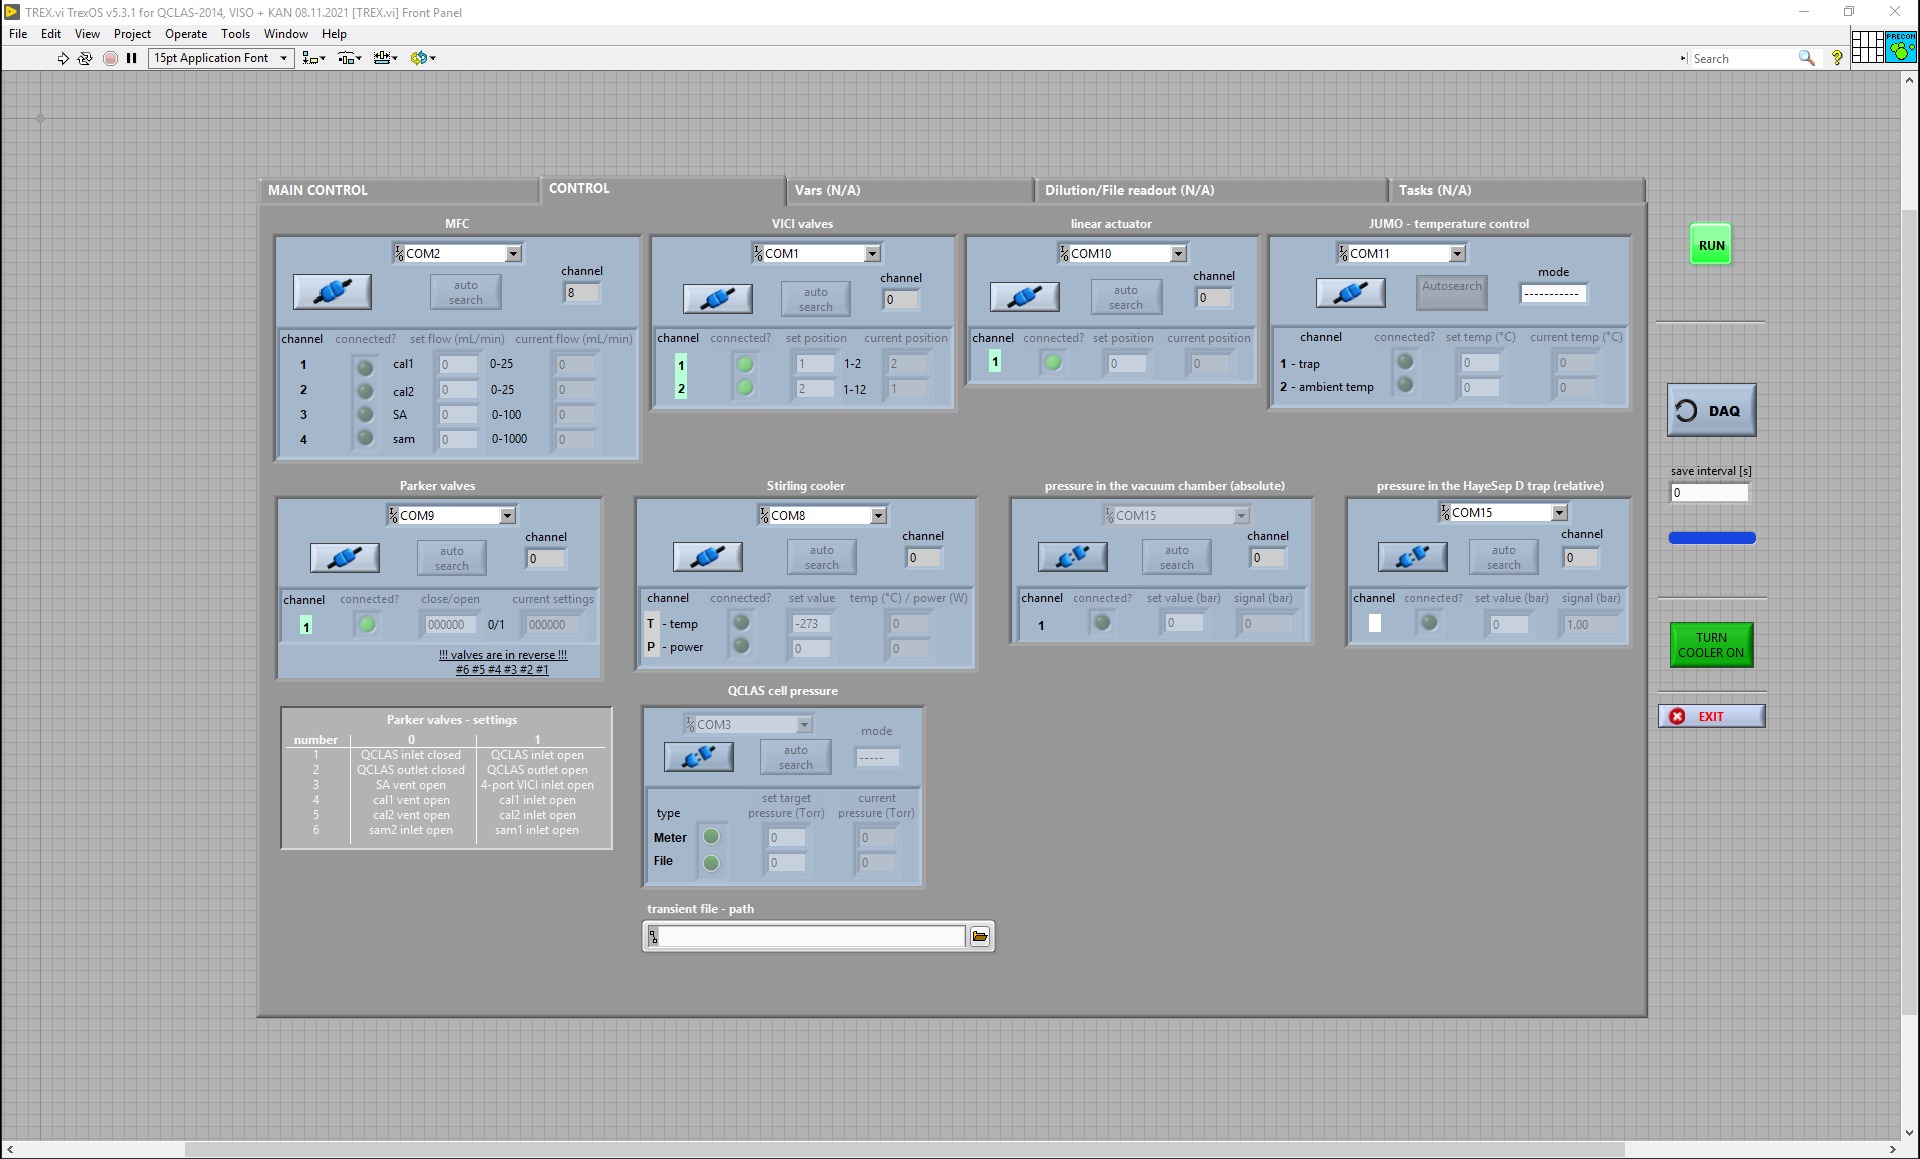 TREX.vi TrexOS v5.3.1 for QCLAS-2014, VISO + KAN 08.11.2021 [TREX.vi] Front Panel
File Edit View Project Operate Tools Window Help
15pt Application Font
Search
PRECON
MAIN CONTROL
CONTROL
Vars (N/A)
Dilution/File readout (N/A)
Tasks (N/A)
MFC
COM2
auto
search
channel
8
channel connected? set flow (mL/min) current flow (mL/min)
1 cal1 0 0-25 0
2 cal2 0 0-25 0
3 SA 0 0-100 0
4 sam 0 0-1000 0
VICI valves
COM1
auto
search
channel
0
channel connected? set position current position
1 1 1-2 2
2 2 1-12 1
linear actuator
COM10
auto
search
channel
0
channel connected? set position current position
1 0 0
JUMO - temperature control
COM11
Autosearch
mode
-----------
channel connected? set temp (°C) current temp (°C)
1 - trap 0 0
2 - ambient temp 0 0
RUN
DAQ
save interval [s]
0
TURN
COOLER ON
EXIT
Parker valves
COM9
auto
search
channel
0
channel connected? close/open current settings
1 000000 0/1 000000
!!! valves are in reverse !!!
#6 #5 #4 #3 #2 #1
Stirling cooler
COM8
auto
search
channel
0
channel connected? set value temp (°C) / power (W)
T - temp -273 0
P - power 0 0
pressure in the vacuum chamber (absolute)
COM15
auto
search
channel
0
channel connected? set value (bar) signal (bar)
1 0 0
pressure in the HayeSep D trap (relative)
COM15
auto
search
channel
0
channel connected? set value (bar) signal (bar)
0 1.00
Parker valves - settings
number 0 1
1 QCLAS inlet closed QCLAS inlet open
2 QCLAS outlet closed QCLAS outlet open
3 SA vent open 4-port VICI inlet open
4 cal1 vent open cal1 inlet open
5 cal2 vent open cal2 inlet open
6 sam2 inlet open sam1 inlet open
QCLAS cell pressure
COM3
auto
search
mode
-----
type
set target
pressure (Torr)
current
pressure (Torr)
Meter 0 0
File 0 0
transient file - path